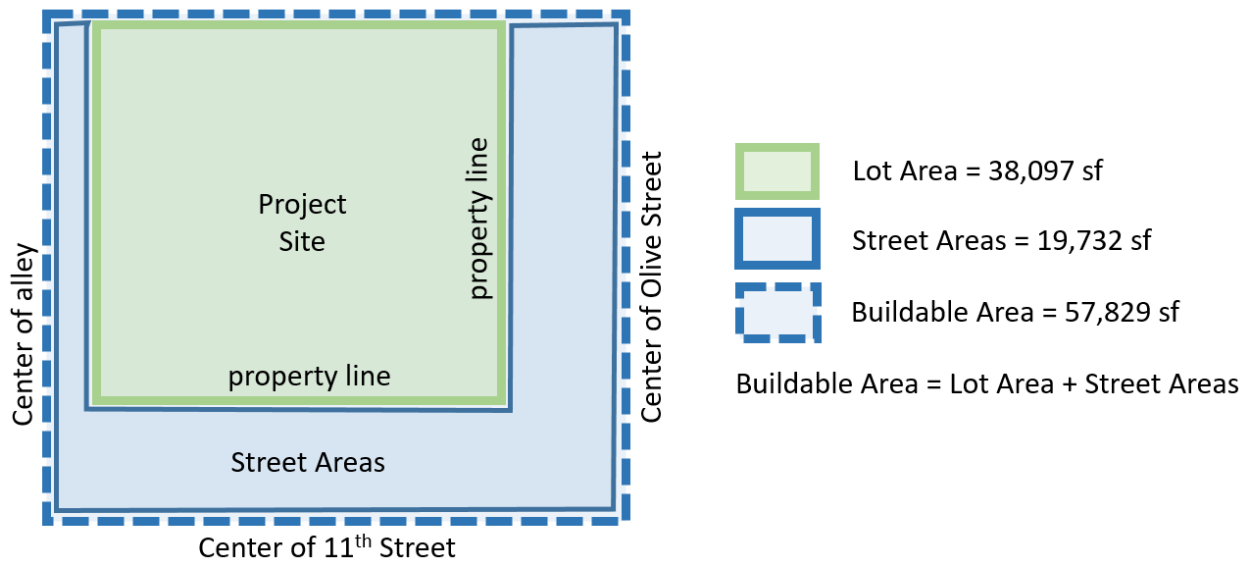 Project
Site
property line
property line
Street Areas
Center of alley
Center of 11th Street
Center of Olive Street
Lot Area = 38,097 sf
Street Areas = 19,732 sf
Buildable Area = 57,829 sf
Buildable Area = Lot Area + Street Areas